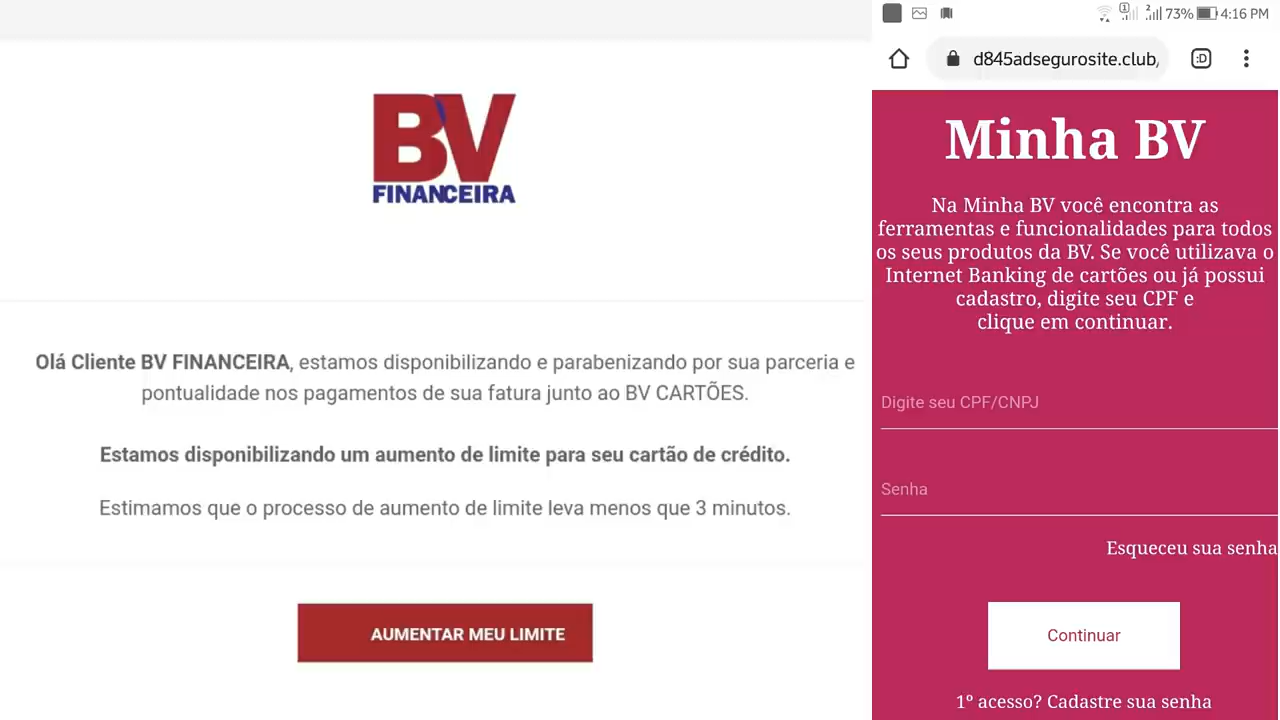 BV
FINANCEIRA
Olá Cliente BV FINANCEIRA, estamos disponibilizando e parabenizando por sua parceria e
pontualidade nos pagamentos de sua fatura junto ao BV CARTÕES.
Estamos disponibilizando um aumento de limite para seu cartão de crédito.
Estimamos que o processo de aumento de limite leva menos que 3 minutos.
AUMENTAR MEU LIMITE
1 2 73% 4:16 PM
d845adsegurosite.club,
:D
Minha BV
Na Minha BV você encontra as
ferramentas e funcionalidades para todos
os seus produtos da BV. Se você utilizava o
Internet Banking de cartões ou já possui
cadastro, digite seu CPF e
clique em continuar.
Digite seu CPF/CNPJ
Senha
Esqueceu sua senha
Continuar
1º acesso? Cadastre sua senha